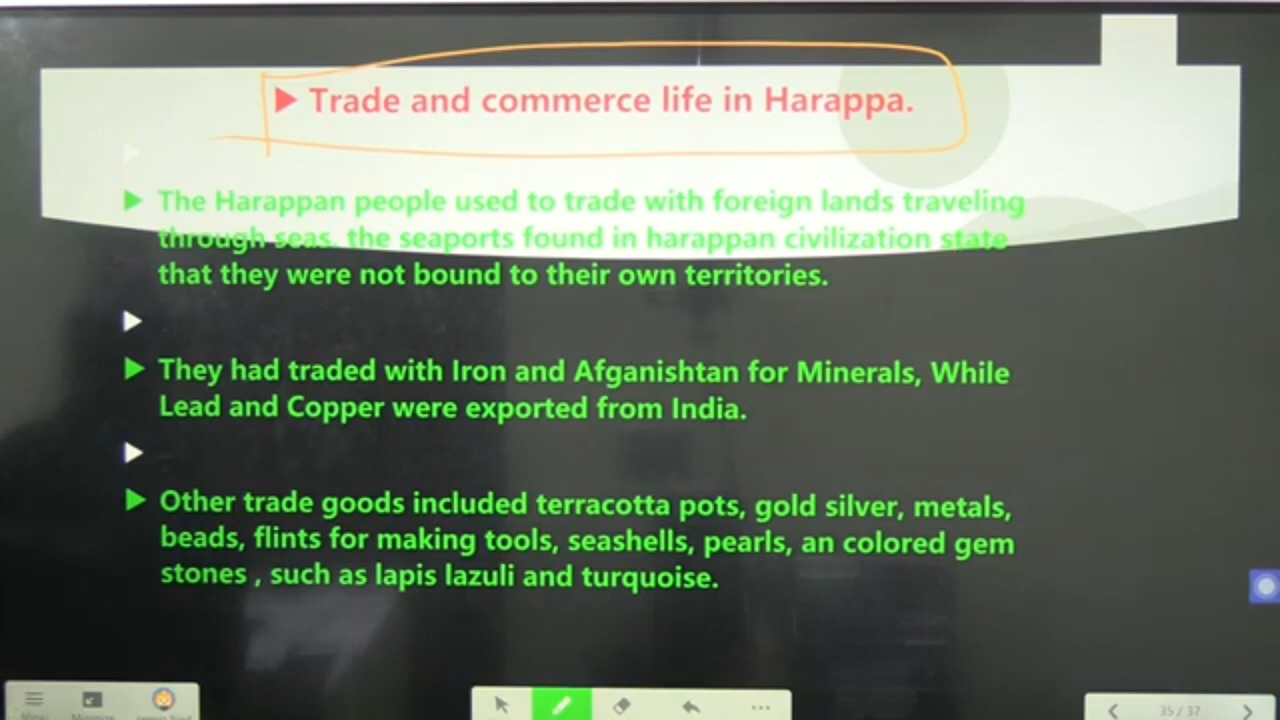 Trade and commerce life in Harappa.
The Harappan people used to trade with foreign lands traveling
through seas. the seaports found in harappan civilization state
that they were not bound to their own territories.
They had traded with Iron and Afganishtan for Minerals, While
Lead and Copper were exported from India.
Other trade goods included terracotta pots, gold silver, metals,
beads, flints for making tools, seashells, pearls, an colored gem
stones , such as lapis lazuli and turquoise.
Menu Minimize
35 / 37